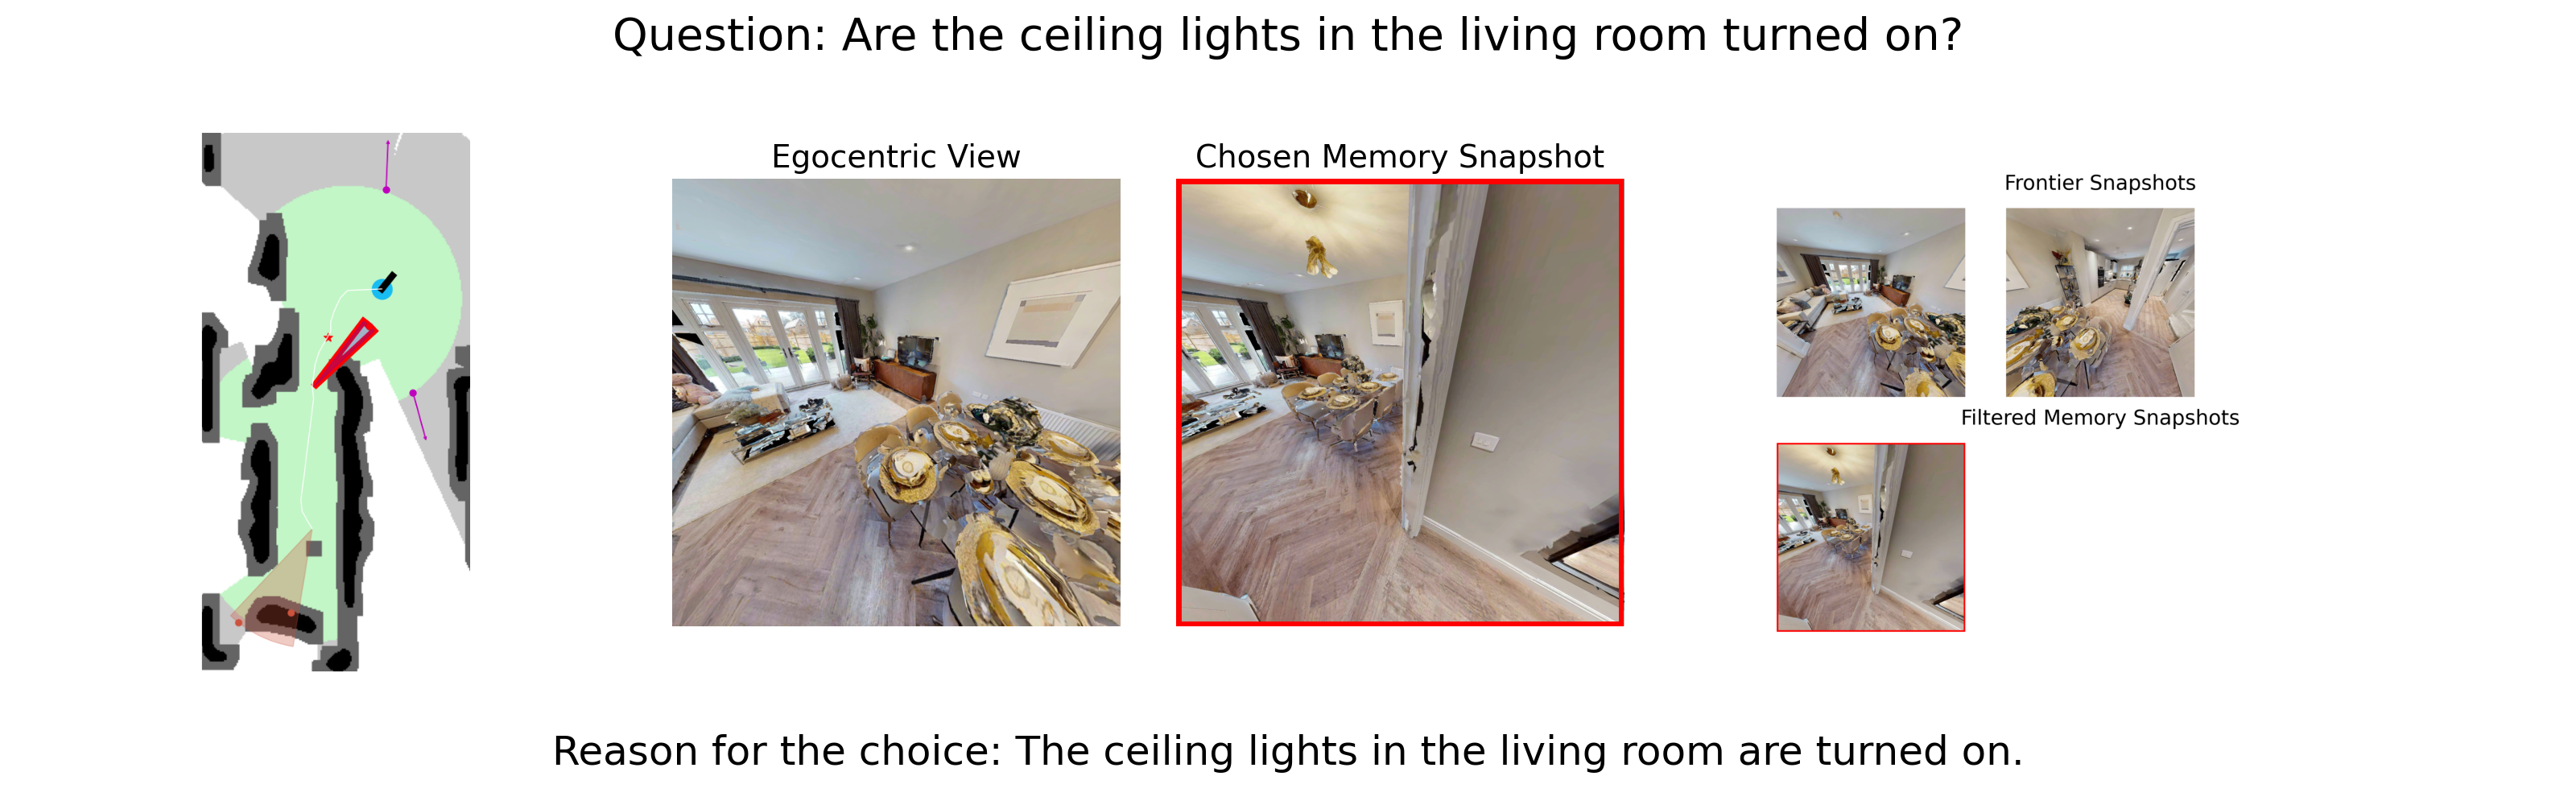 Question: Are the ceiling lights in the living room turned on?
Egocentric View
Chosen Memory Snapshot
Frontier Snapshots
Filtered Memory Snapshots
Reason for the choice: The ceiling lights in the living room are turned on.